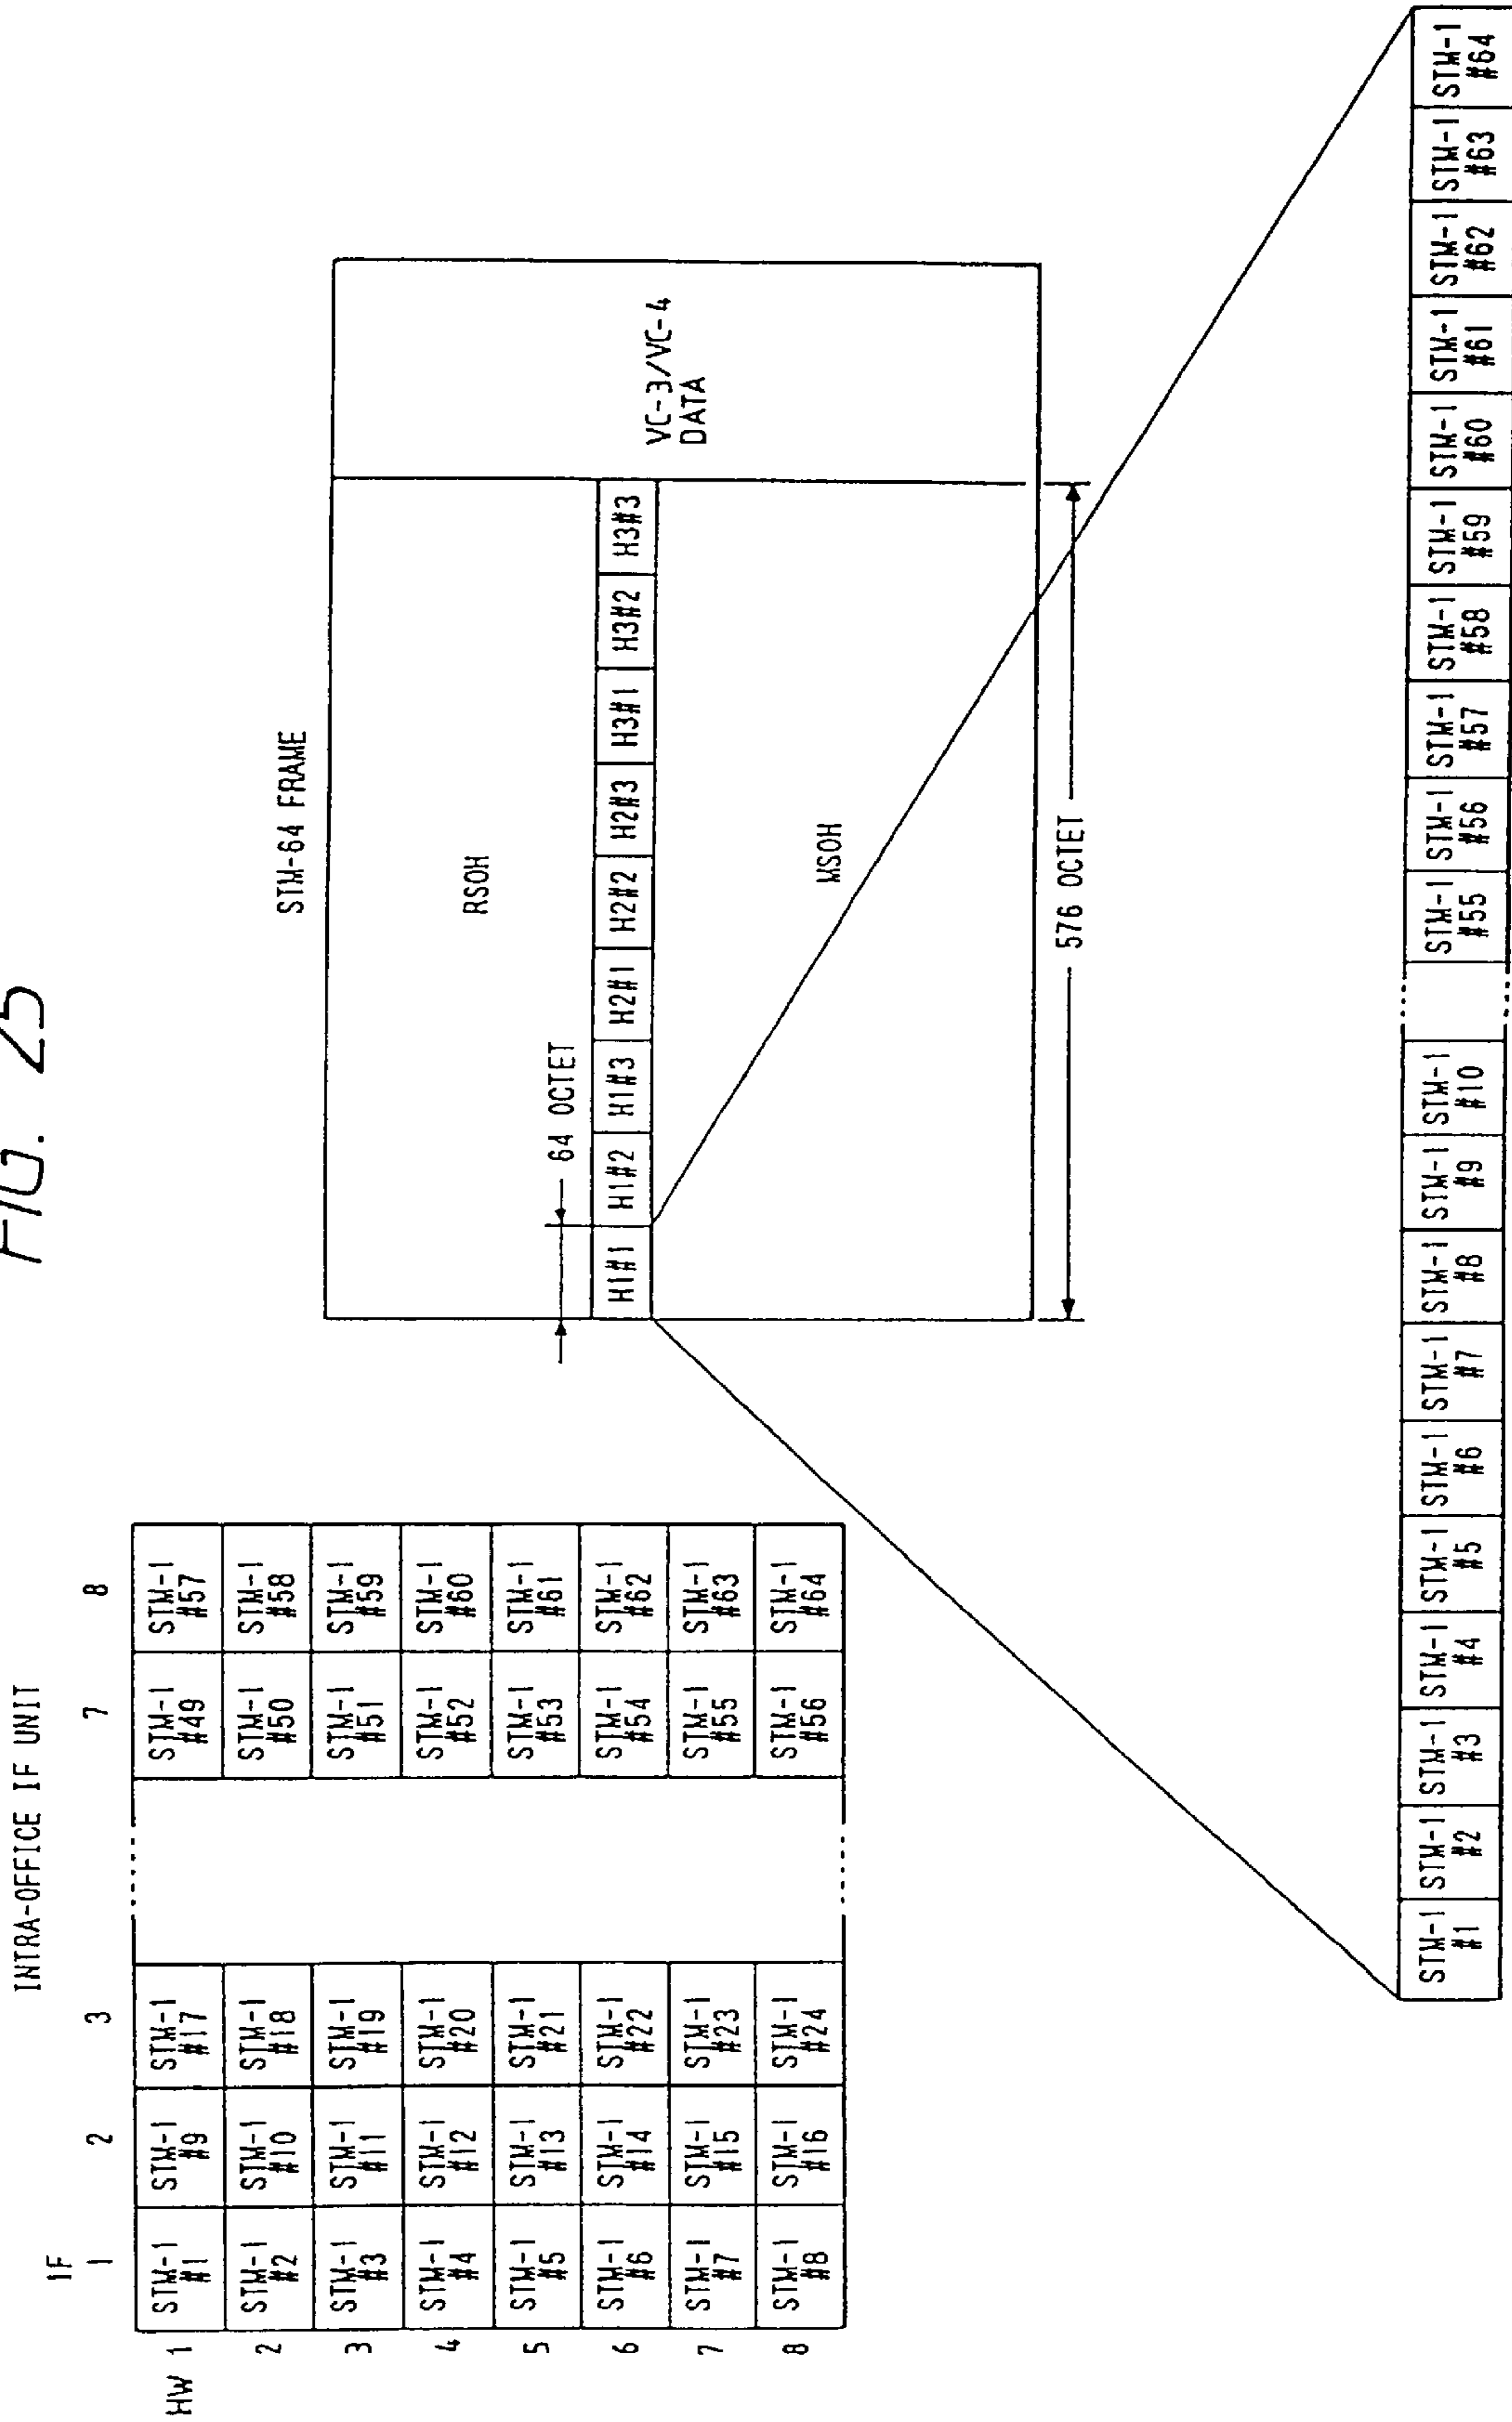 FIG. 25
INTRA-OFFICE IF UNIT
IF
1 2 3 7 8
HW 1 STM-1 #1 STM-1 #9 STM-1 #17 STM-1 #49 STM-1 #57
2 STM-1 #2 STM-1 #10 STM-1 #18 STM-1 #50 STM-1 #58
3 STM-1 #3 STM-1 #11 STM-1 #19 STM-1 #51 STM-1 #59
4 STM-1 #4 STM-1 #12 STM-1 #20 STM-1 #52 STM-1 #60
5 STM-1 #5 STM-1 #13 STM-1 #21 STM-1 #53 STM-1 #61
6 STM-1 #6 STM-1 #14 STM-1 #22 STM-1 #54 STM-1 #62
7 STM-1 #7 STM-1 #15 STM-1 #23 STM-1 #55 STM-1 #63
8 STM-1 #8 STM-1 #16 STM-1 #24 STM-1 #56 STM-1 #64
STM-64 FRAME
RSOH
64 OCTET
H1#1 H1#2 H1#3 H2#1 H2#2 H2#3 H3#1 H3#2 H3#3
VC-3/VC-4
DATA
MSOH
576 OCTET
STM-1 STM-1 STM-1 STM-1 STM-1 STM-1 STM-1 STM-1 STM-1 STM-1 STM-1 STM-1 STM-1 STM-1 STM-1 STM-1 STM-1 STM-1 STM-1 STM-1
#1 #2 #3 #4 #5 #6 #7 #8 #9 #10 #55 #56 #57 #58 #59 #60 #61 #62 #63 #64